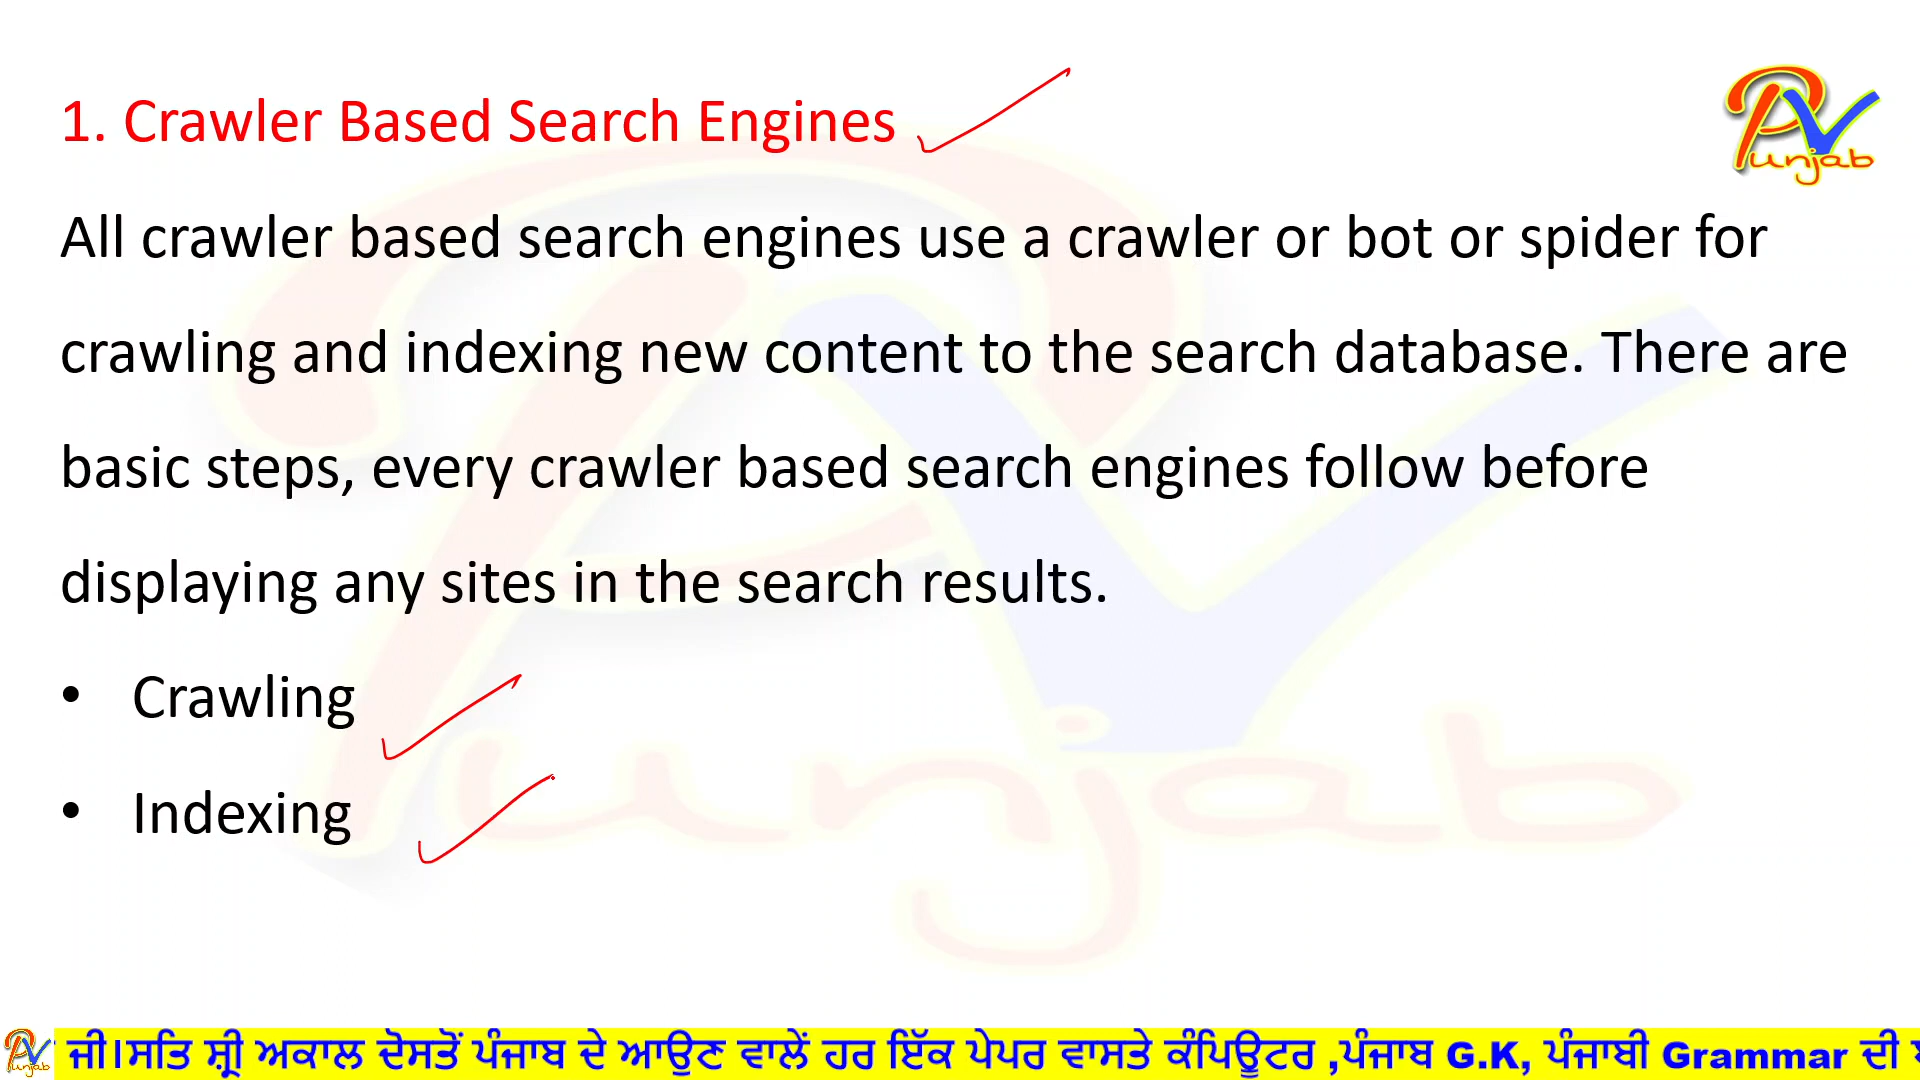 1. Crawler Based Search Engines
PV
unjab
All crawler based search engines use a crawler or bot or spider for
crawling and indexing new content to the search database. There are
basic steps, every crawler based search engines follow before
displaying any sites in the search results.
• Crawling
• Indexing
ਜੀ।ਸਤਿ ਸ਼੍ਰੀ ਅਕਾਲ ਦੋਸਤੋਂ ਪੰਜਾਬ ਦੇ ਆਉਣ ਵਾਲੇਂ ਹਰ ਇੱਕ ਪੇਪਰ ਵਾਸਤੇ ਕੰਪਿਊਟਰ ,ਪੰਜਾਬ G.K, ਪੰਜਾਬੀ Grammar ਦੀ